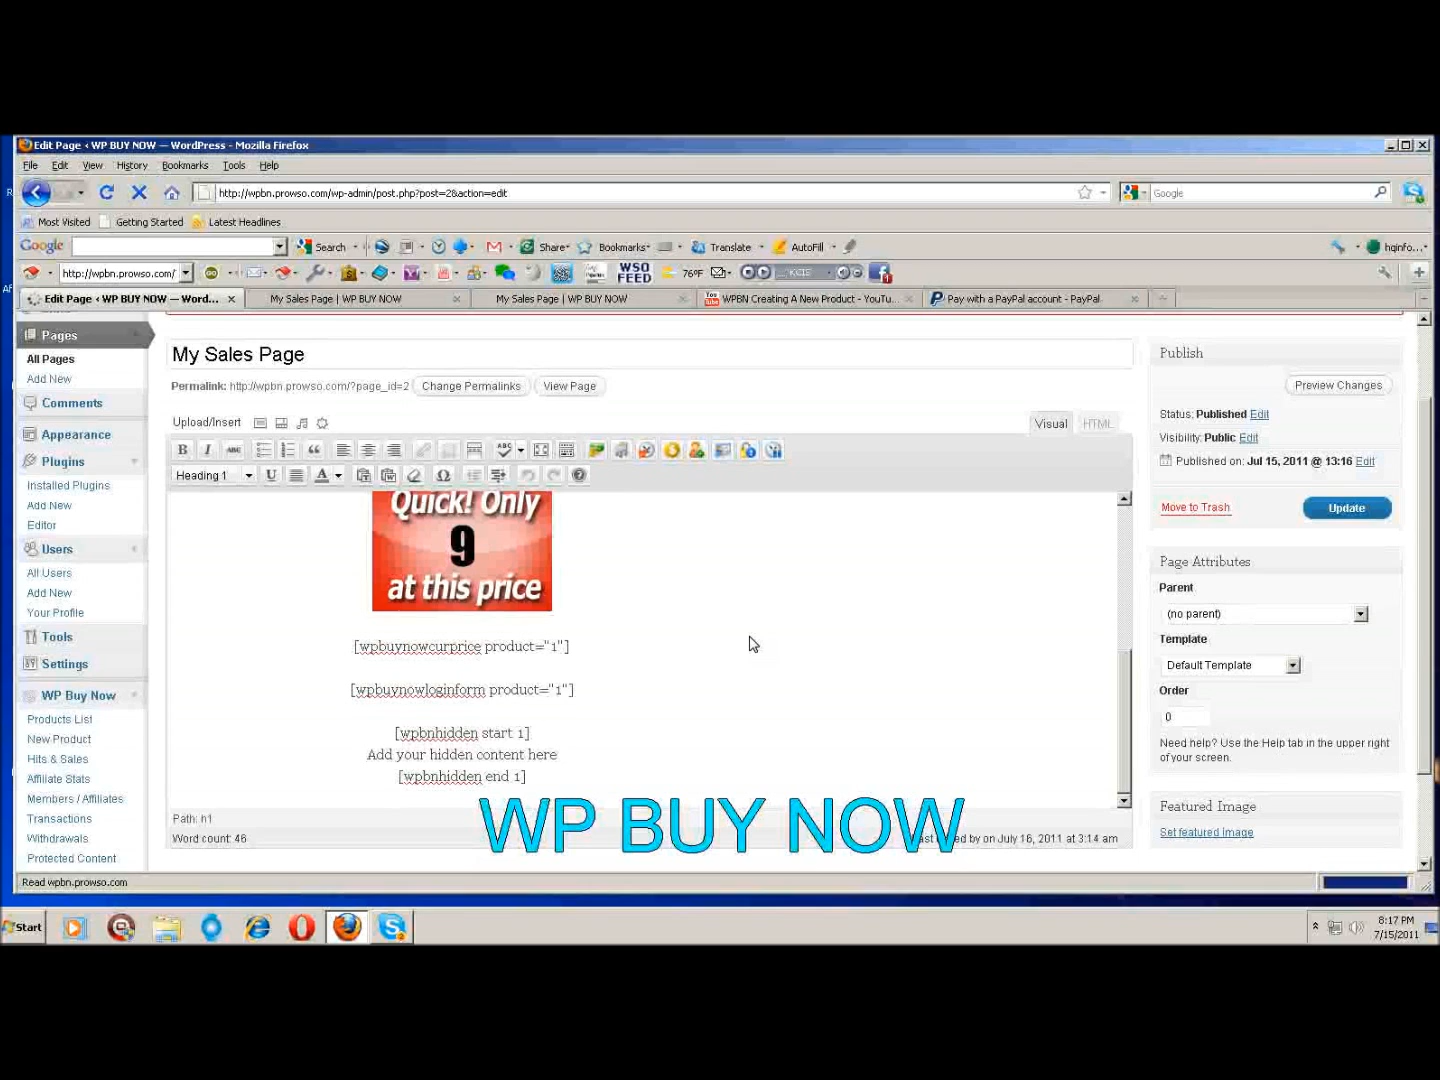 Edit Page ‹ WP BUY NOW — WordPress - Mozilla Firefox
File Edit View History Bookmarks Tools Help
http://wpbn.prowso.com/wp-admin/post.php?post=2&action=edit
Google
Most Visited Getting Started Latest Headlines
Google Search Share Bookmarks Translate AutoFill hqinfo...
http://wpbn.prowso.com/ WSO FEED 76°F
Edit Page ‹ WP BUY NOW — Word... My Sales Page | WP BUY NOW My Sales Page | WP BUY NOW WPBN Creating A New Product - YouTu... Pay with a PayPal account - PayPal
Pages
All Pages
Add New
Comments
Appearance
Plugins
Installed Plugins
Add New
Editor
Users
All Users
Add New
Your Profile
Tools
Settings
WP Buy Now
Products List
New Product
Hits & Sales
Affiliate Stats
Members / Affiliates
Transactions
Withdrawals
Protected Content
My Sales Page
Permalink: http://wpbn.prowso.com/?page_id=2 Change Permalinks View Page
Upload/Insert Visual HTML
B I ABC ABC
Heading 1 U A Ω
Quick! Only
9
at this price
[wpbuynowcurprice product="1"]
[wpbuynowloginform product="1"]
[wpbnhidden start 1]
Add your hidden content here
[wpbnhidden end 1]
Path: h1
Word count: 46 by on July 16, 2011 at 3:14 am
WP BUY NOW
Publish
Preview Changes
Status: Published Edit
Visibility: Public Edit
Published on: Jul 15, 2011 @ 13:16 Edit
Move to Trash Update
Page Attributes
Parent
(no parent)
Template
Default Template
Order
0
Need help? Use the Help tab in the upper right
of your screen.
Featured Image
Set featured image
Read wpbn.prowso.com
Start 8:17 PM
7/15/2011